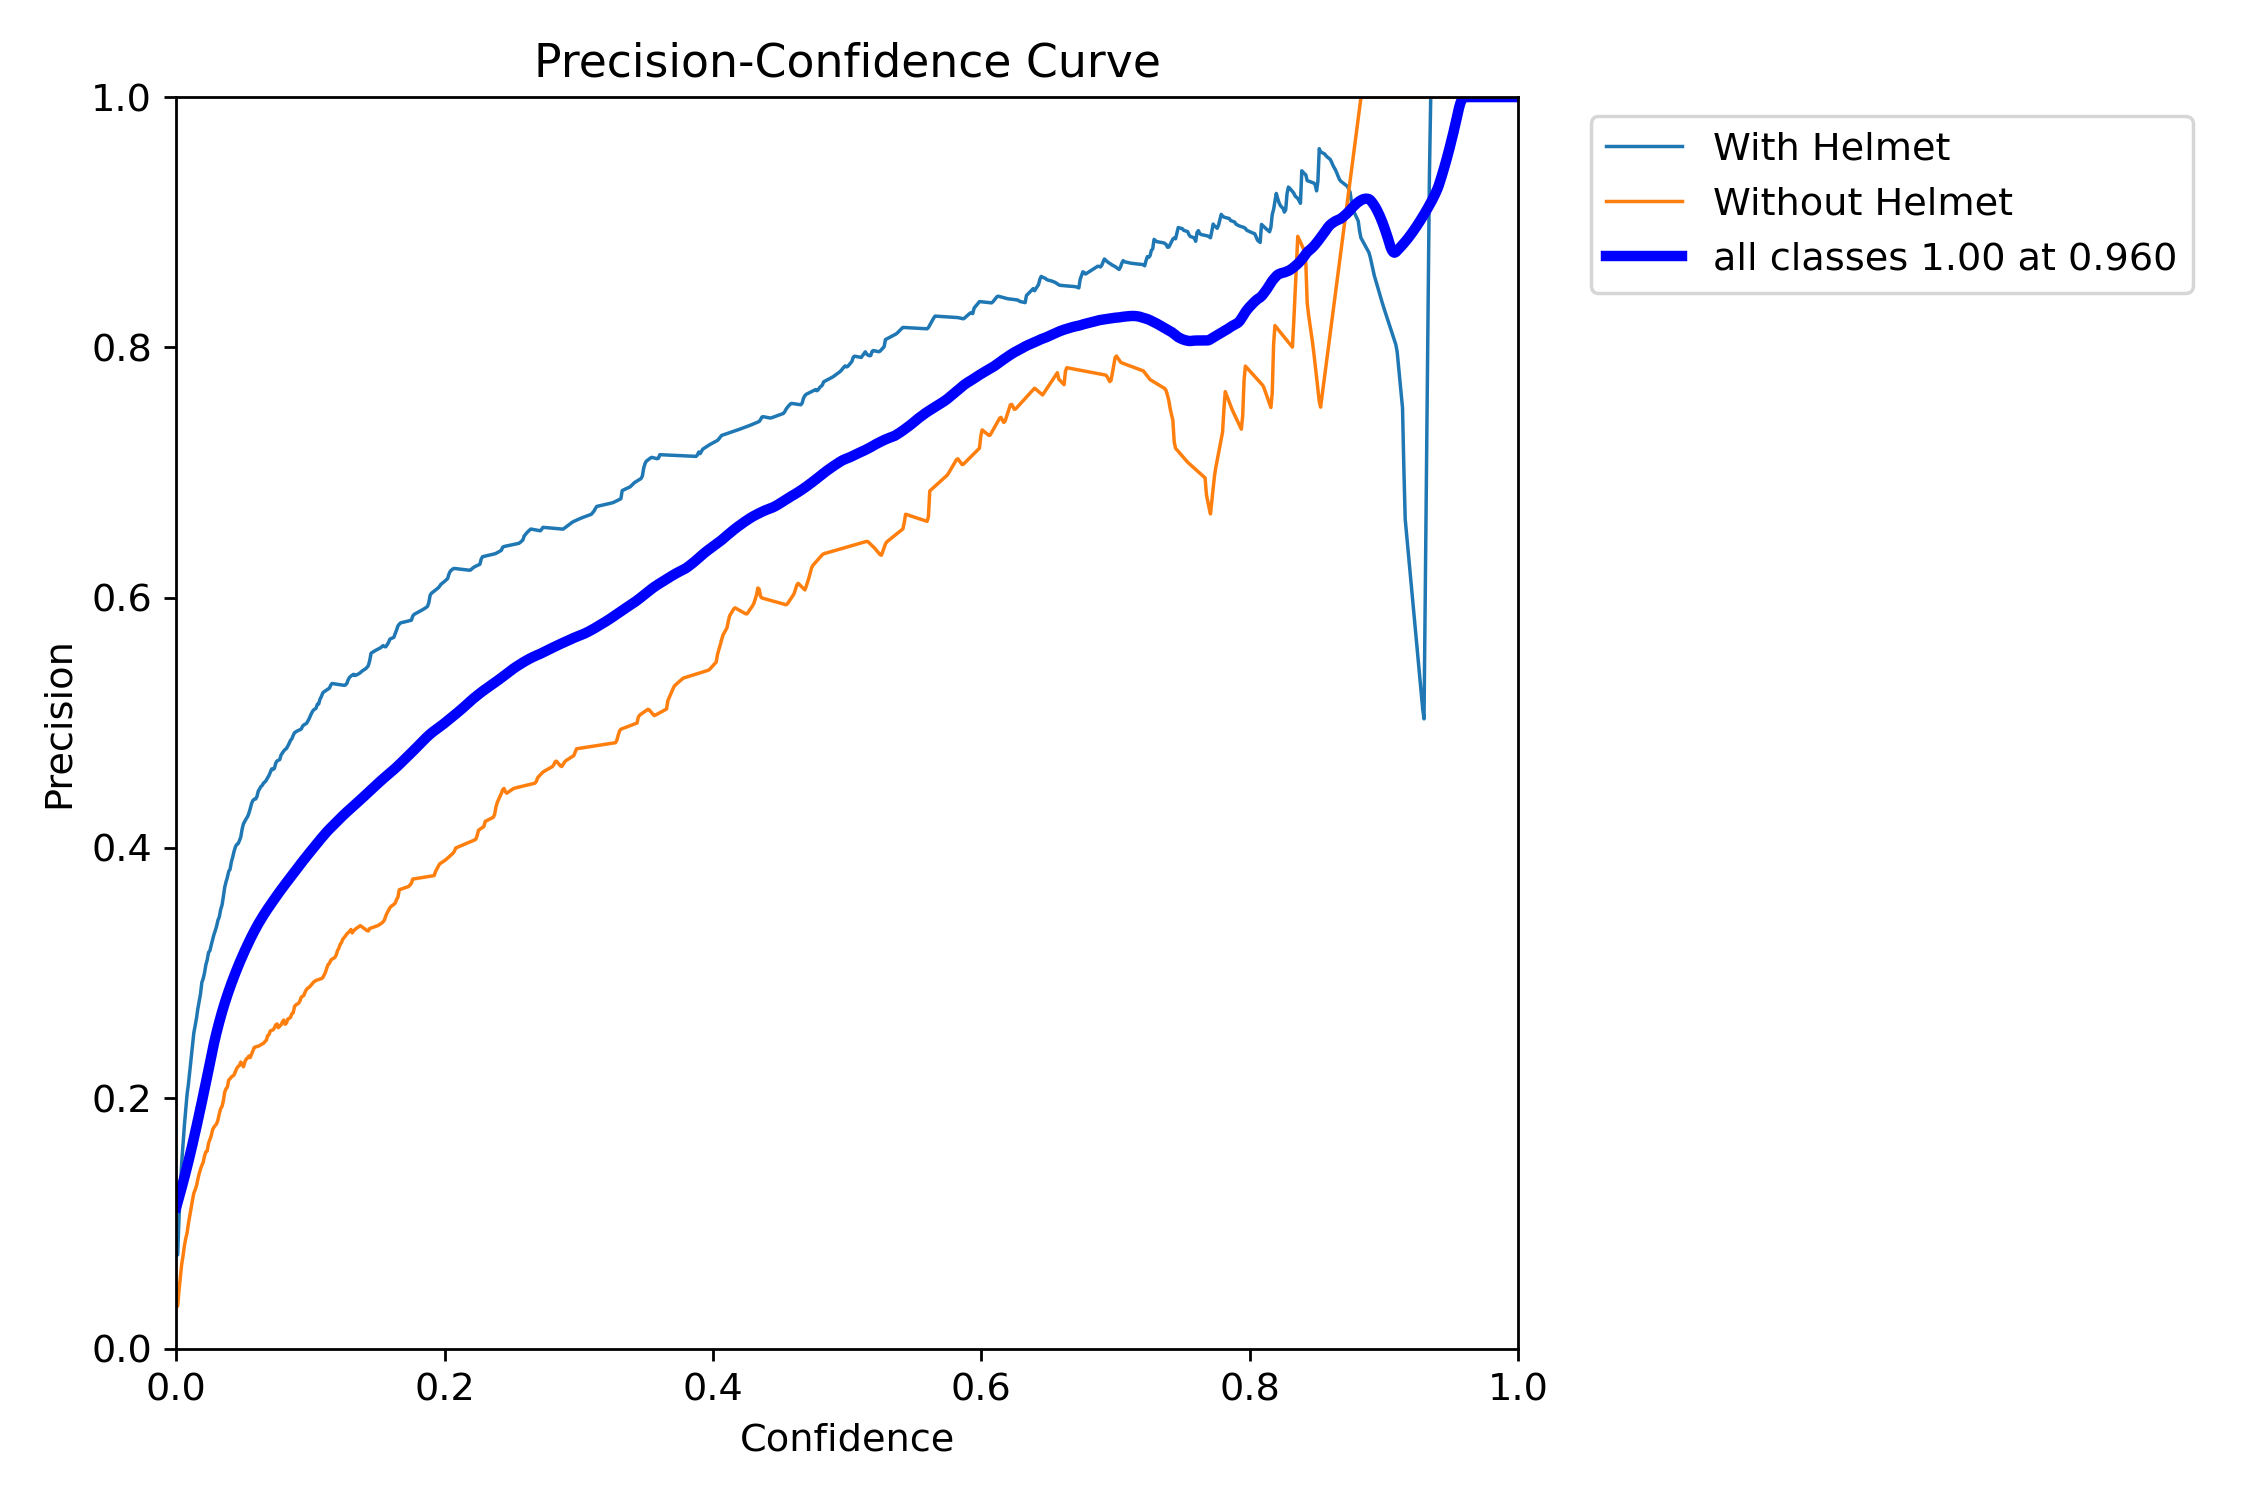 Precision-Confidence Curve
With Helmet
Without Helmet
all classes 1.00 at 0.960
1.0
0.8
0.6
0.4
0.2
0.0
Precision
0.0 0.2 0.4 0.6 0.8 1.0
Confidence